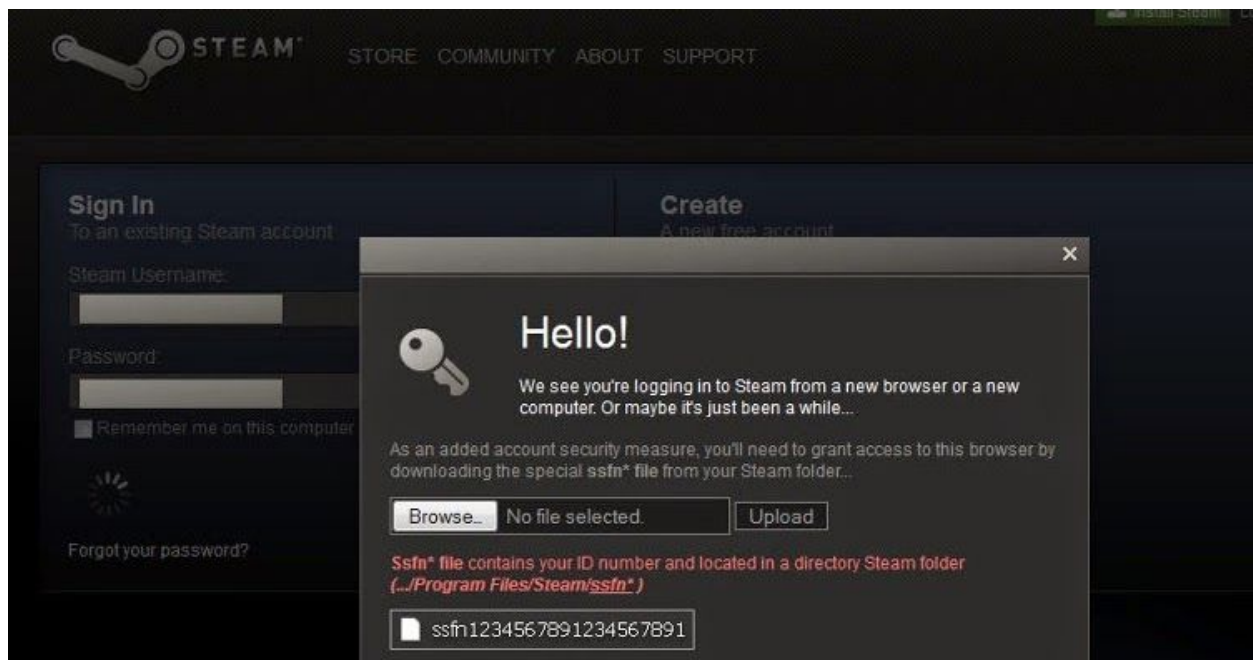 Install Steam
STEAM™
STORE COMMUNITY ABOUT SUPPORT
Sign In
To an existing Steam account
Create
A new free account
Steam Username:
Password:
Remember me on this computer
Forgot your password?
×
Hello!
We see you're logging in to Steam from a new browser or a new
computer. Or maybe it's just been a while...
As an added account security measure, you'll need to grant access to this browser by
downloading the special ssfn* file from your Steam folder...
Browse... No file selected. Upload
Ssfn* file contains your ID number and located in a directory Steam folder
(.../Program Files/Steam/ssfn* )
ssfn1234567891234567891